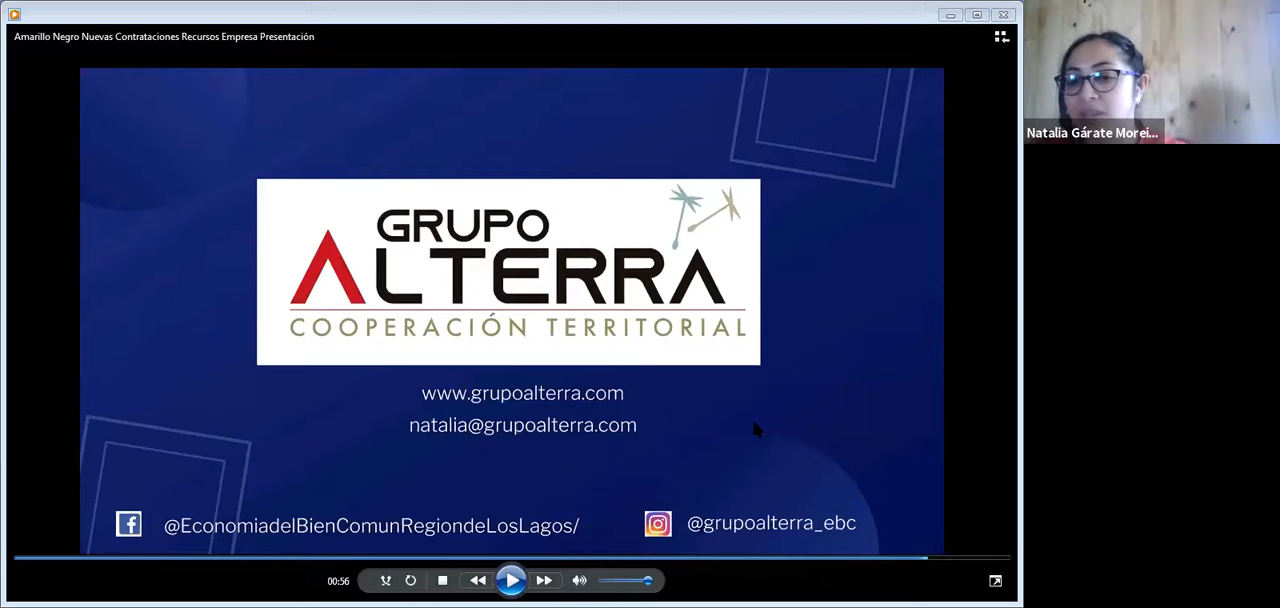 Amarillo Negro Nuevas Contrataciones Recursos Empresa Presentación
Natalia Gárate Morei...
GRUPO
ALTERRA
COOPERACIÓN TERRITORIAL
www.grupoalterra.com
natalia@grupoalterra.com
@EconomiadelBienComunRegiondeLosLagos/
@grupoalterra_ebc
00:56